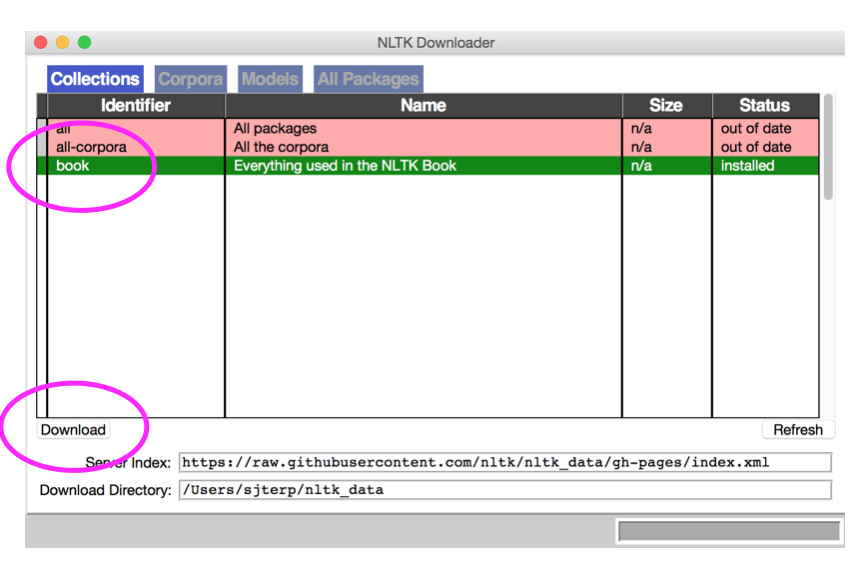 NLTK Downloader
Collections Corpora Models All Packages
Identifier Name Size Status
all All packages n/a out of date
all-corpora All the corpora n/a out of date
book Everything used in the NLTK Book n/a installed
Download Refresh
Server Index: https://raw.githubusercontent.com/nltk/nltk_data/gh-pages/index.xml
Download Directory: /Users/sjterp/nltk_data